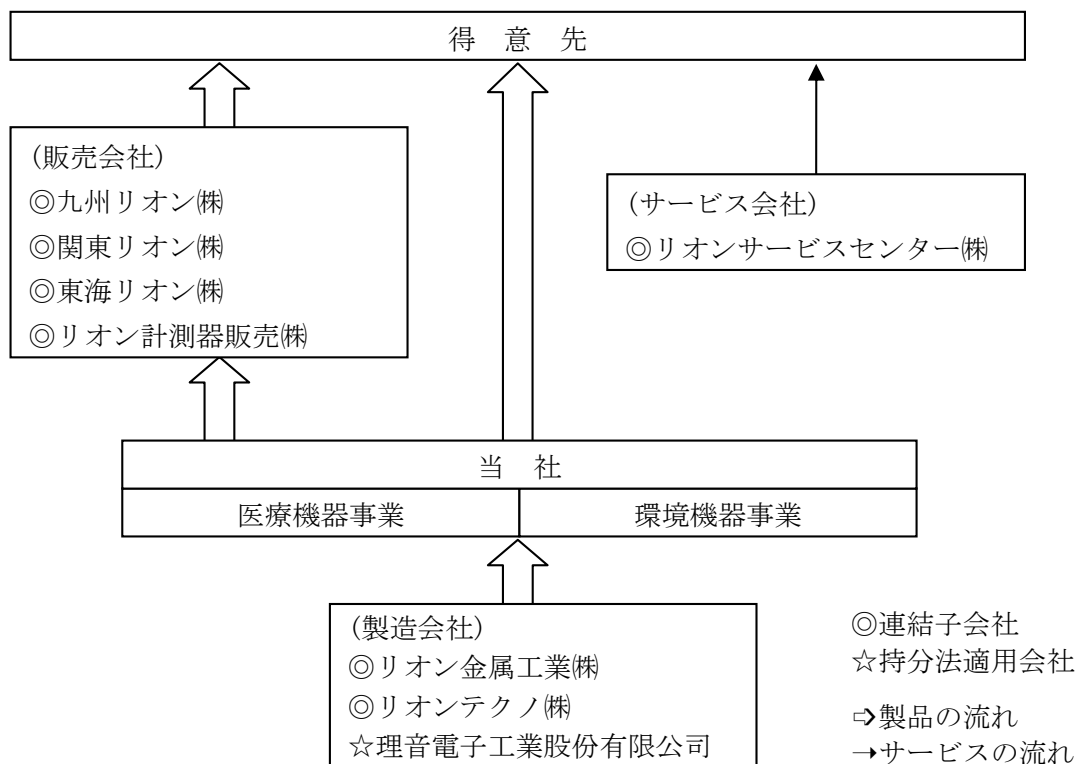 得 意 先
(販売会社)
◎九州リオン㈱
◎関東リオン㈱
◎東海リオン㈱
◎リオン計測器販売㈱
(サービス会社)
◎リオンサービスセンター㈱
当 社
医療機器事業
環境機器事業
(製造会社)
◎リオン金属工業㈱
◎リオンテクノ㈱
☆理音電子工業股份有限公司
◎連結子会社
☆持分法適用会社
⇨製品の流れ
→サービスの流れ